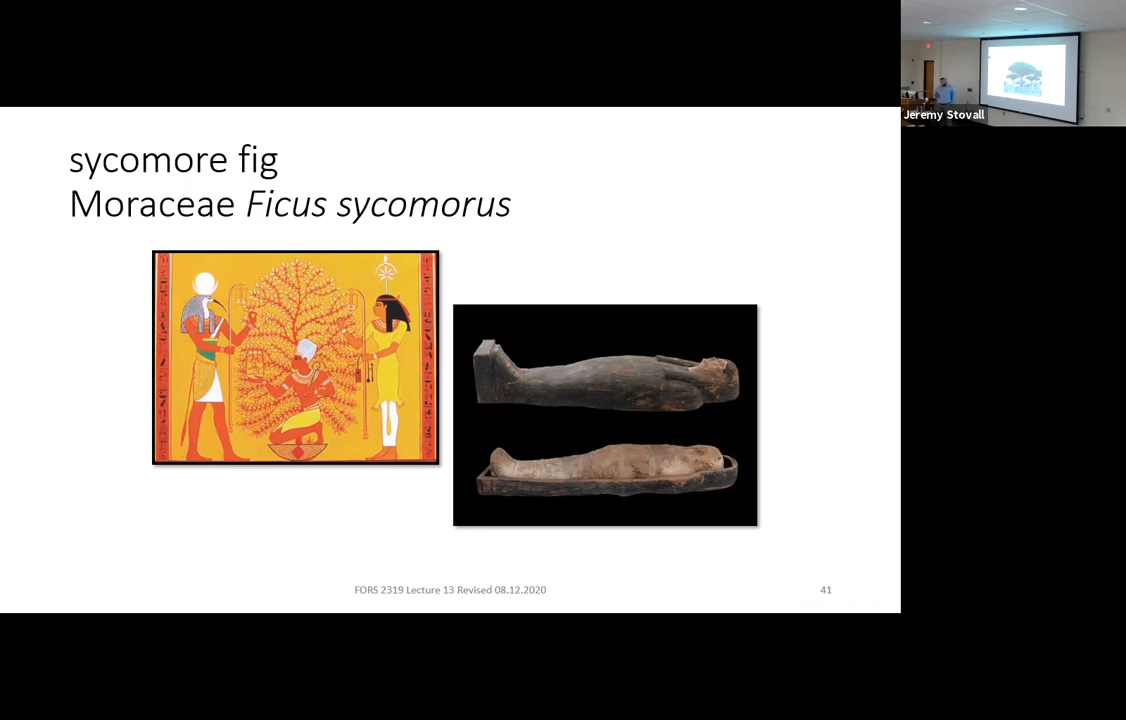 Jeremy Stovall
sycomore fig
Moraceae Ficus sycomorus
FORS 2319 Lecture 13 Revised 08.12.2020
41